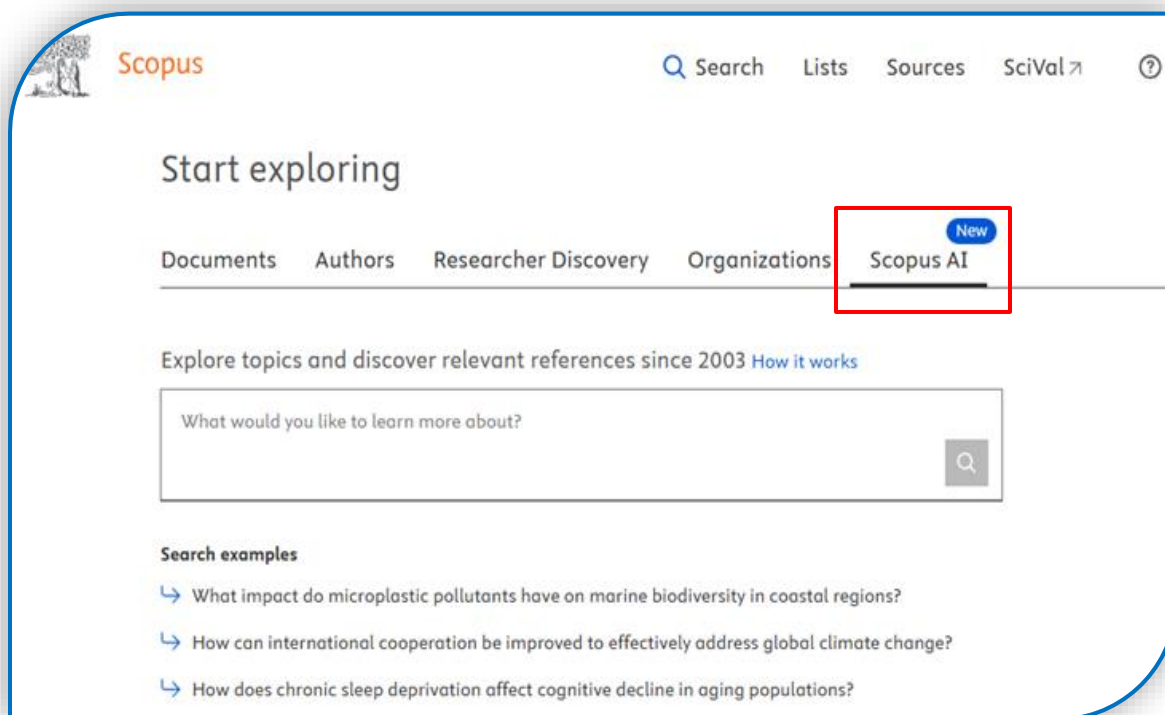 Scopus
Search Lists Sources SciVal
Start exploring
New
Documents Authors Researcher Discovery Organizations Scopus AI
Explore topics and discover relevant references since 2003 How it works
What would you like to learn more about?
Search examples
What impact do microplastic pollutants have on marine biodiversity in coastal regions?
How can international cooperation be improved to effectively address global climate change?
How does chronic sleep deprivation affect cognitive decline in aging populations?